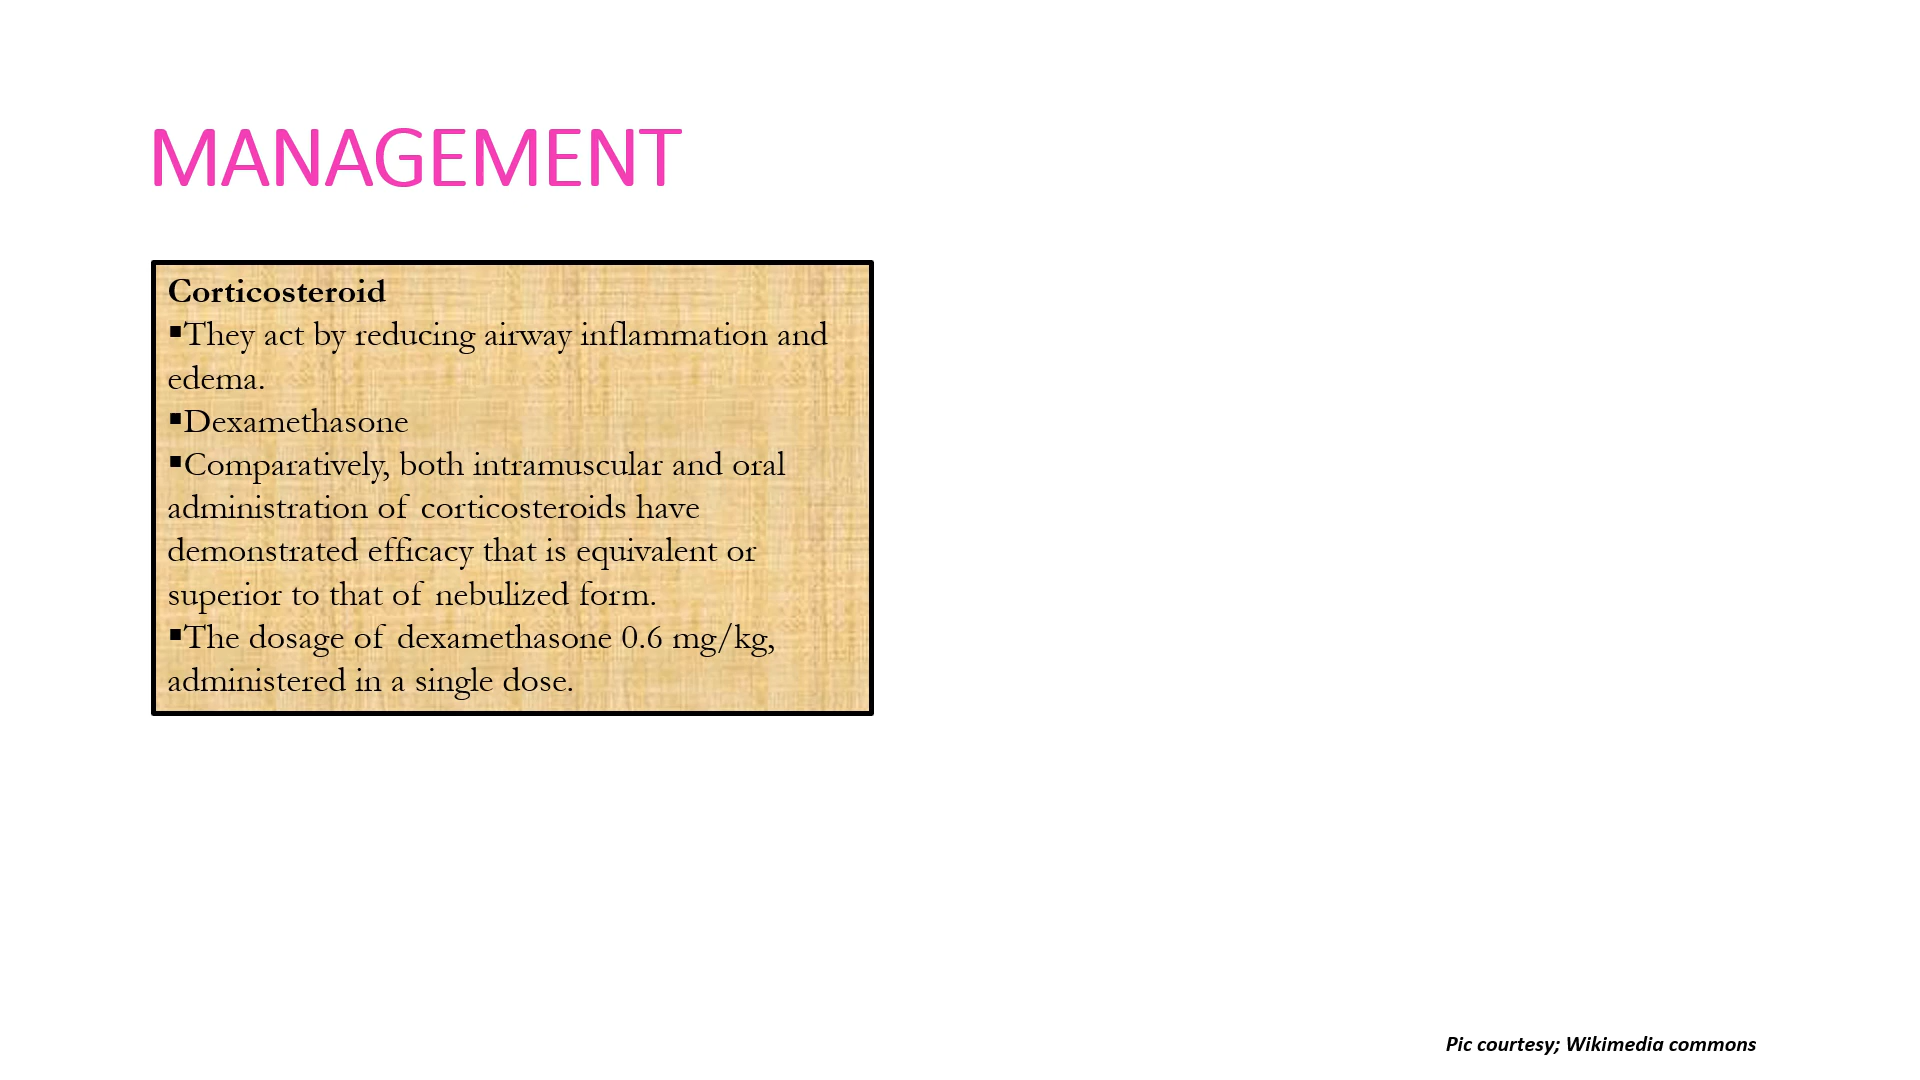 MANAGEMENT
Corticosteroid
▪They act by reducing airway inflammation and
edema.
▪Dexamethasone
▪Comparatively, both intramuscular and oral
administration of corticosteroids have
demonstrated efficacy that is equivalent or
superior to that of nebulized form.
▪The dosage of dexamethasone 0.6 mg/kg,
administered in a single dose.
Pic courtesy; Wikimedia commons